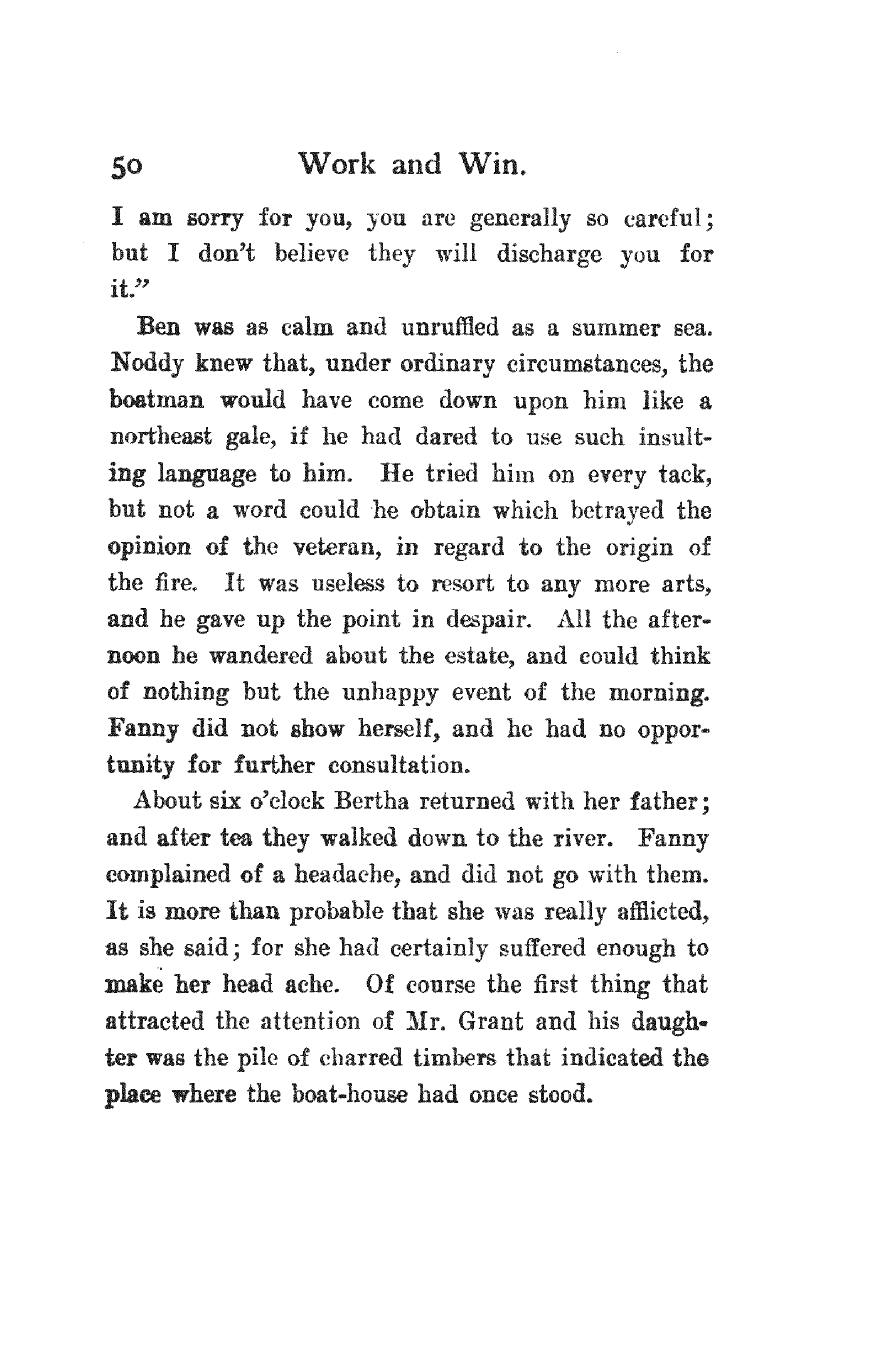 50 Work and Win.
I am sorry for you, you are generally so careful;
but I don't believe they will discharge you for
it."
Ben was as calm and unruffled as a summer sea.
Noddy knew that, under ordinary circumstances, the
boatman would have come down upon him like a
northeast gale, if he had dared to use such insult-
ing language to him. He tried him on every tack,
but not a word could he obtain which betrayed the
opinion of the veteran, in regard to the origin of
the fire. It was useless to resort to any more arts,
and he gave up the point in despair. All the after-
noon he wandered about the estate, and could think
of nothing but the unhappy event of the morning.
Fanny did not show herself, and he had no oppor-
tunity for further consultation.
About six o'clock Bertha returned with her father;
and after tea they walked down to the river. Fanny
complained of a headache, and did not go with them.
It is more than probable that she was really afflicted,
as she said; for she had certainly suffered enough to
make her head ache. Of course the first thing that
attracted the attention of Mr. Grant and his daugh-
ter was the pile of charred timbers that indicated the
place where the boat-house had once stood.